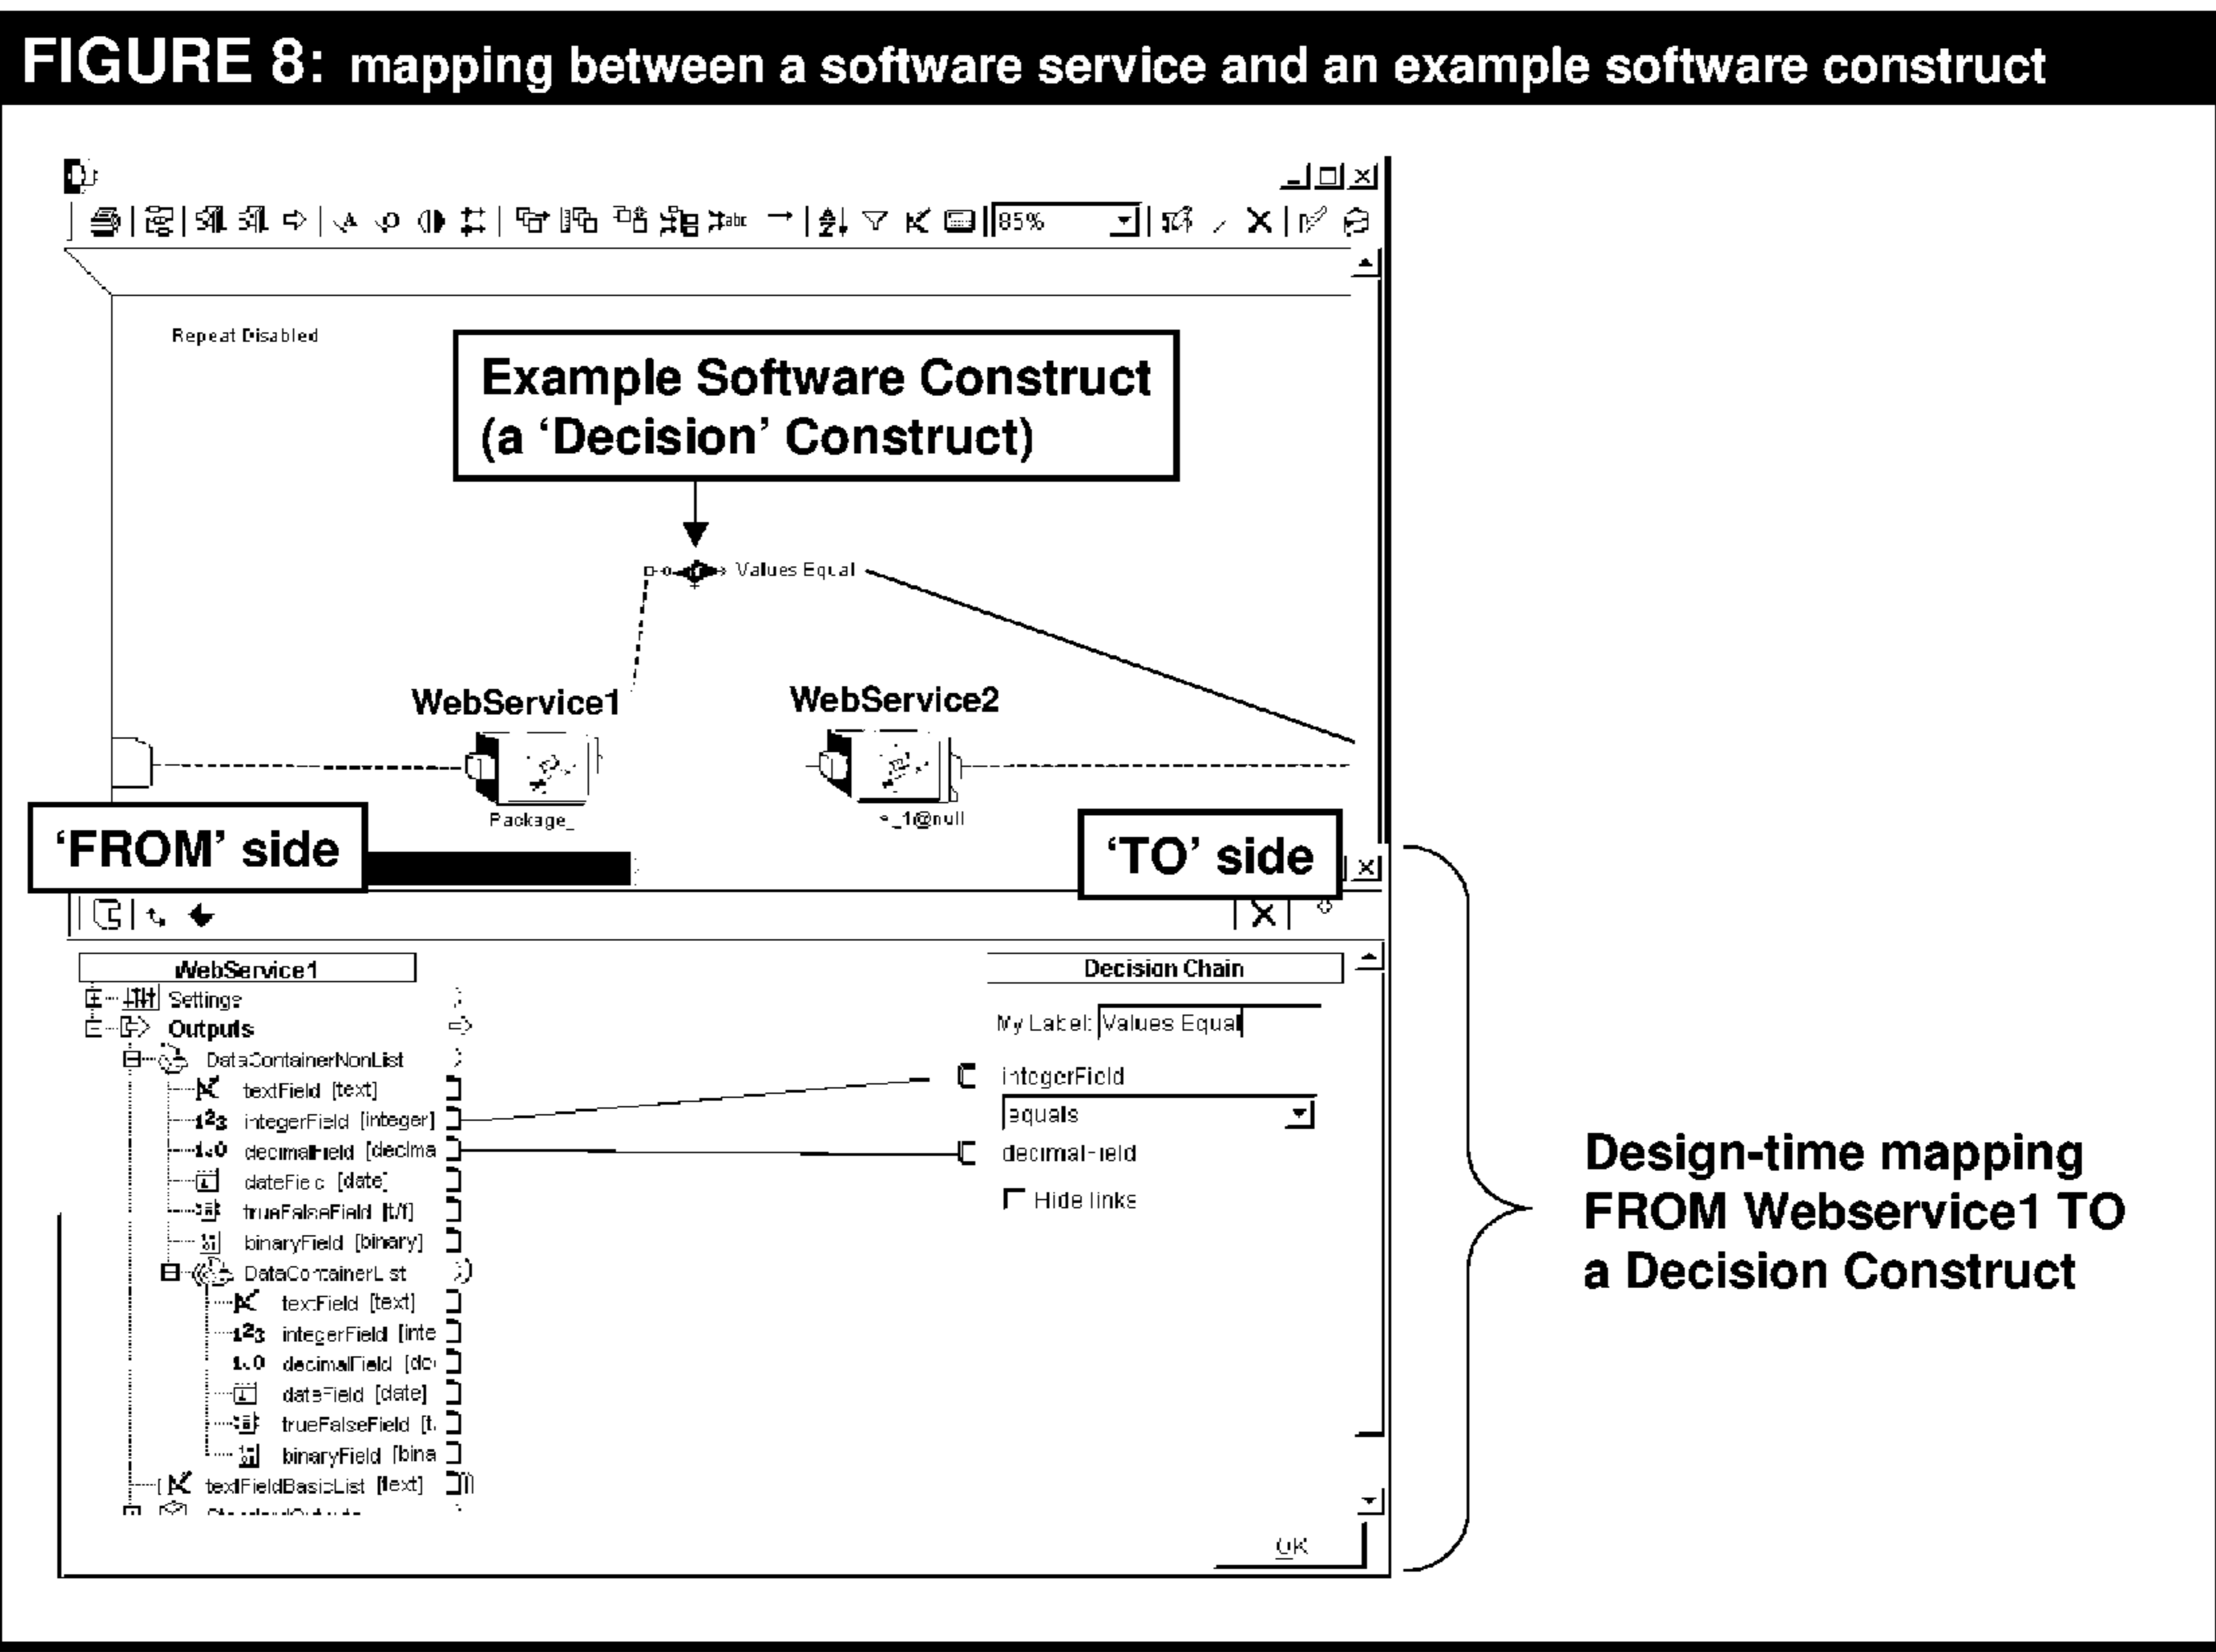 FIGURE 8: mapping between a software service and an example software construct
85%
Repeat Disabled
Example Software Construct
(a ‘Decision’ Construct)
Values Equal
WebService1
WebService2
Package_
_1@null
‘FROM’ side
‘TO’ side
WebService1
Decision Chain
Settings
My Label: Values Equal
Outputs
DataContainerNonList
integerField
textField [text]
equals
integerField [integer]
decimalField [decima
decimalField
dateField [date]
Hide links
trueFalseField [t/f]
binaryField [binary]
Design-time mapping
FROM Webservice1 TO
a Decision Construct
DataContainerList
textField [text]
integerField [inte
decimalField [de
dateField [date]
trueFalseField [t
binaryField [bina
textFieldBasicList [text]
OK